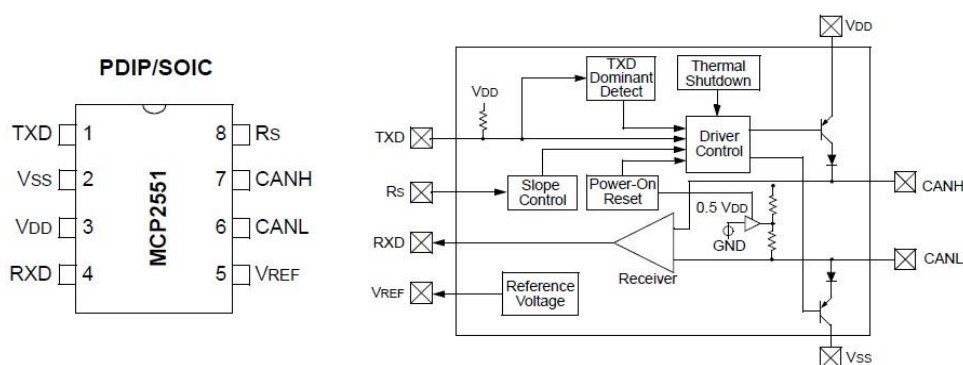 PDIP/SOIC
TXD 1 8 RS
VSS 2 7 CANH
VDD 3 6 CANL
RXD 4 5 VREF
MCP2551
VDD
TXD
Dominant
Detect
Thermal
Shutdown
VDD
TXD
Driver
Control
RS
Slope
Control
Power-On
Reset
0.5 VDD
GND
CANH
RXD
Receiver
CANL
VREF
Reference
Voltage
VSS